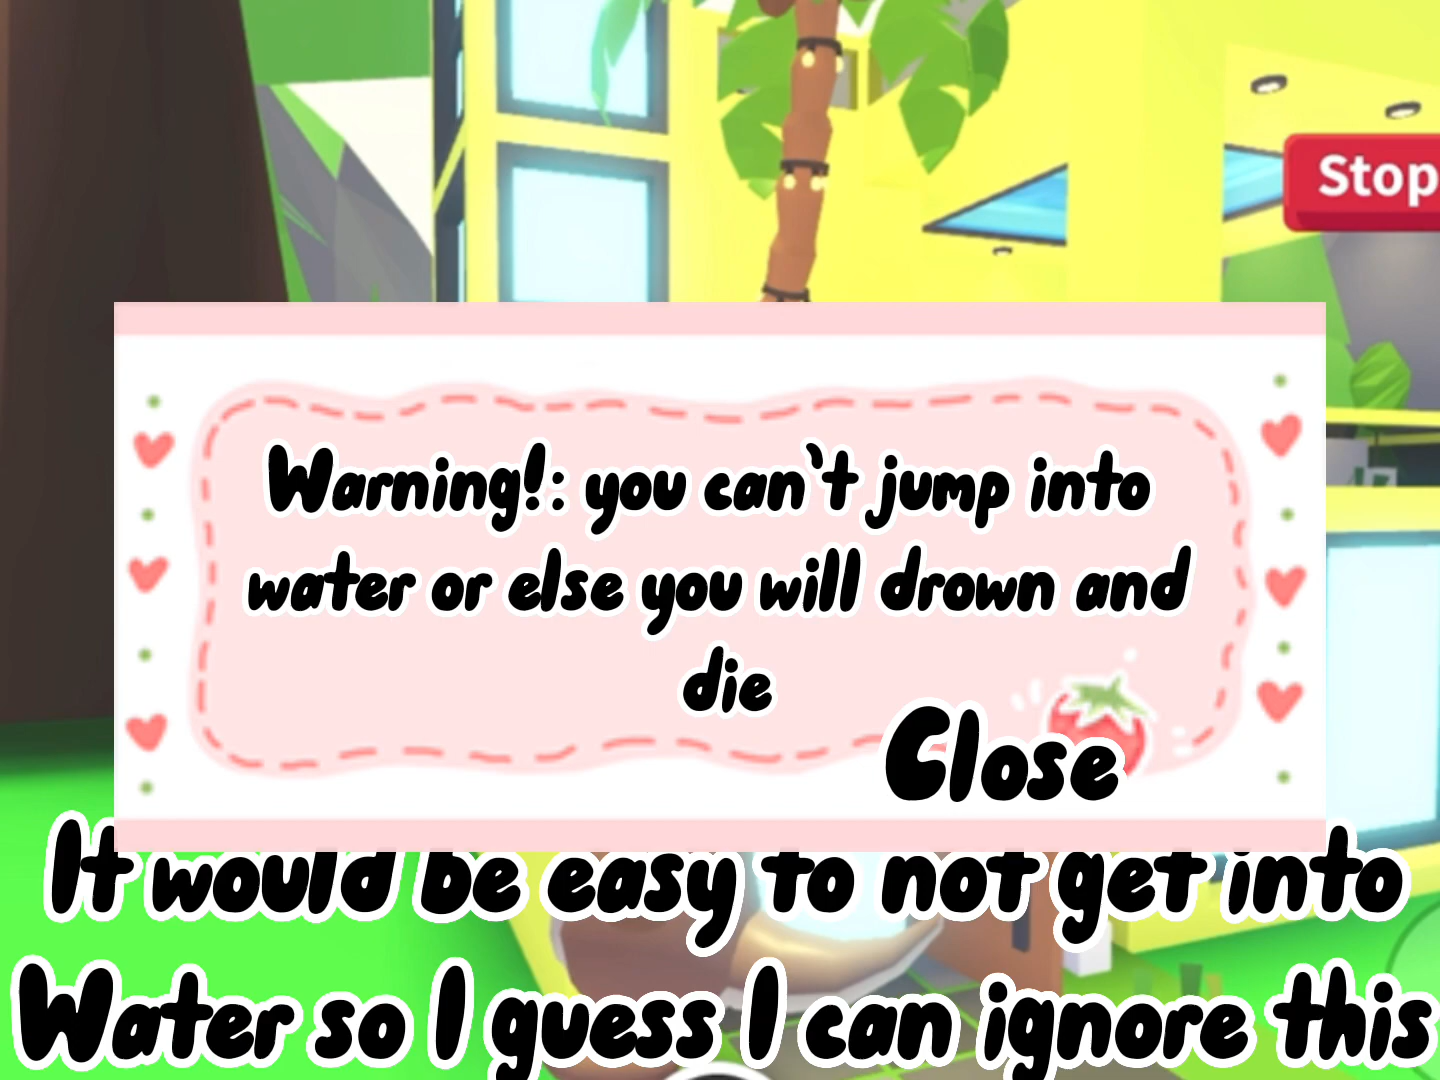 Stop
Warning!: you can't jump into
water or else you will drown and
die
Close
It would be easy to not get into
Water so I guess I can ignore this